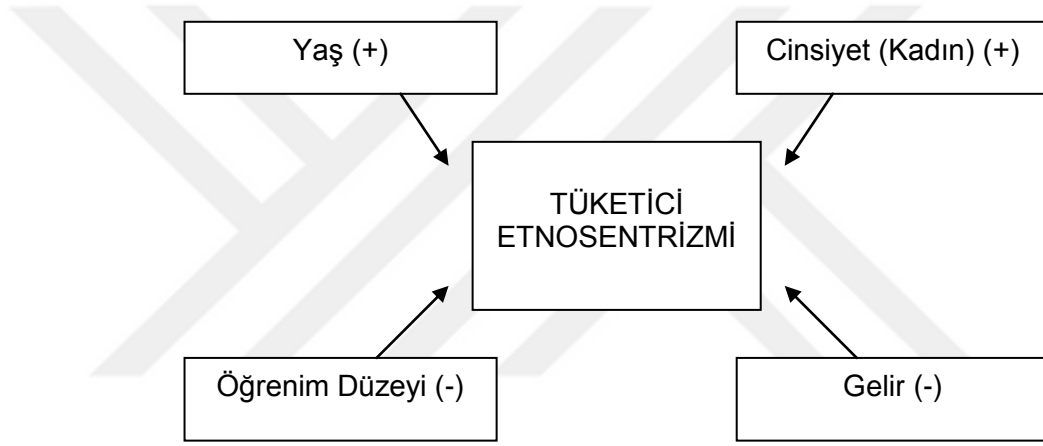 Yaş (+)
Cinsiyet (Kadın) (+)
TÜKETİCİ
ETNOSENTRİZMİ
Öğrenim Düzeyi (-)
Gelir (-)